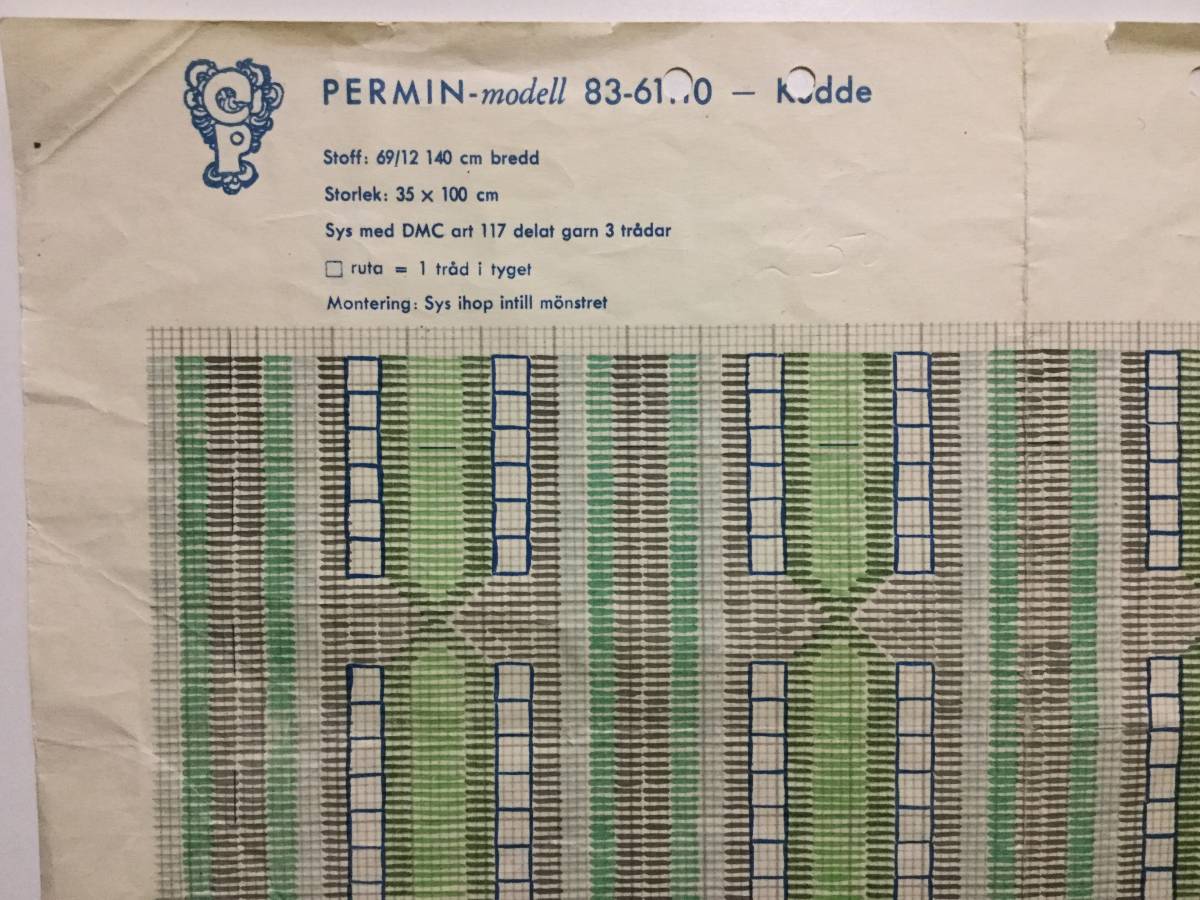 PERMIN-modell — Kudde
Stoff: 69/12 140 cm bredd
Storlek: 35 × 100 cm
Sys med DMC art 117 delat garn 3 trådar
☐ ruta = 1 tråd i tyget
Montering: Sys ihop intill mönstret